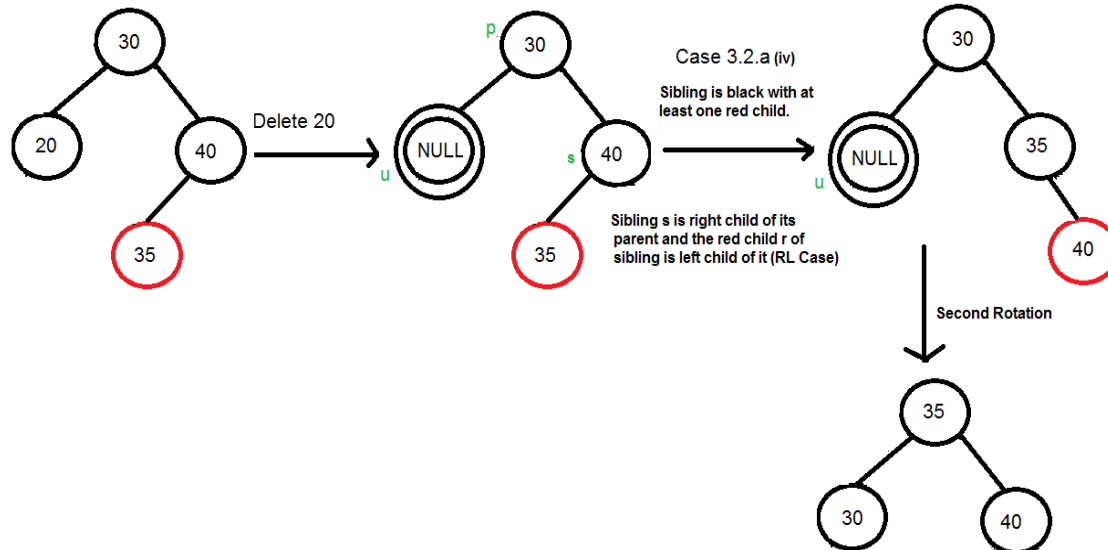 30
20
40
35
Delete 20
p
30
NULL
u
s
40
35
Case 3.2.a (iv)
Sibling is black with at
least one red child.
Sibling s is right child of its
parent and the red child r of
sibling is left child of it (RL Case)
30
NULL
u
35
40
Second Rotation
35
30
40